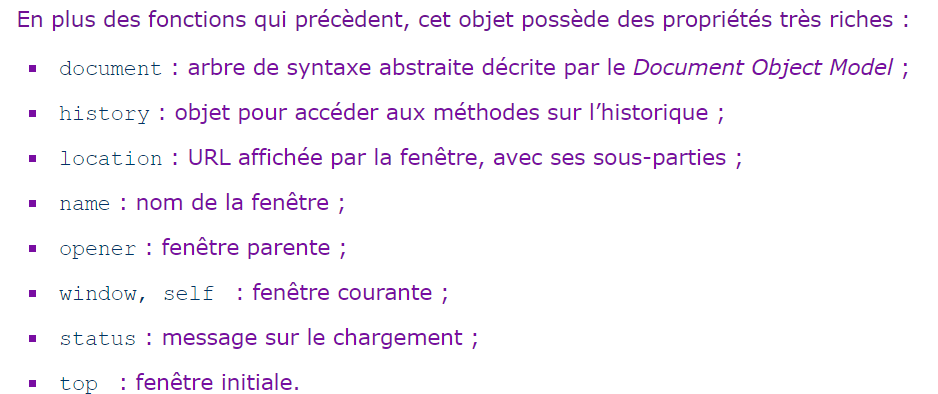 En plus des fonctions qui précèdent, cet objet possède des propriétés très riches :
▪ document : arbre de syntaxe abstraite décrite par le Document Object Model ;
▪ history : objet pour accéder aux méthodes sur l’historique ;
▪ location : URL affichée par la fenêtre, avec ses sous-parties ;
▪ name : nom de la fenêtre ;
▪ opener : fenêtre parente ;
▪ window, self : fenêtre courante ;
▪ status : message sur le chargement ;
▪ top : fenêtre initiale.